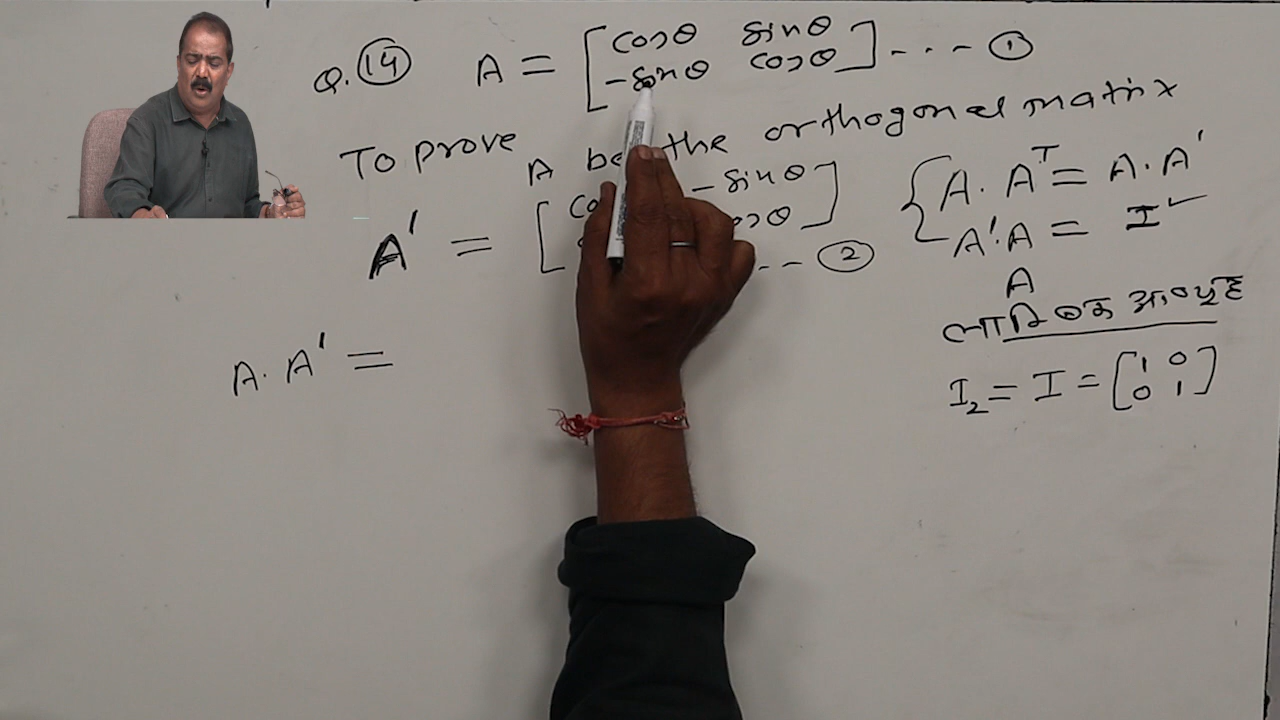 Q. 14 A = [ cosθ sinθ ] --- ①
-sinθ cosθ
To prove A be the orthogonal matrix
A' = [ - sinθ ]
--- ②
{ A. Aᵀ = A. A'
A'. A = I ✓
A
A. A' =
I₂ = I = [ 1 0 ]
0 1